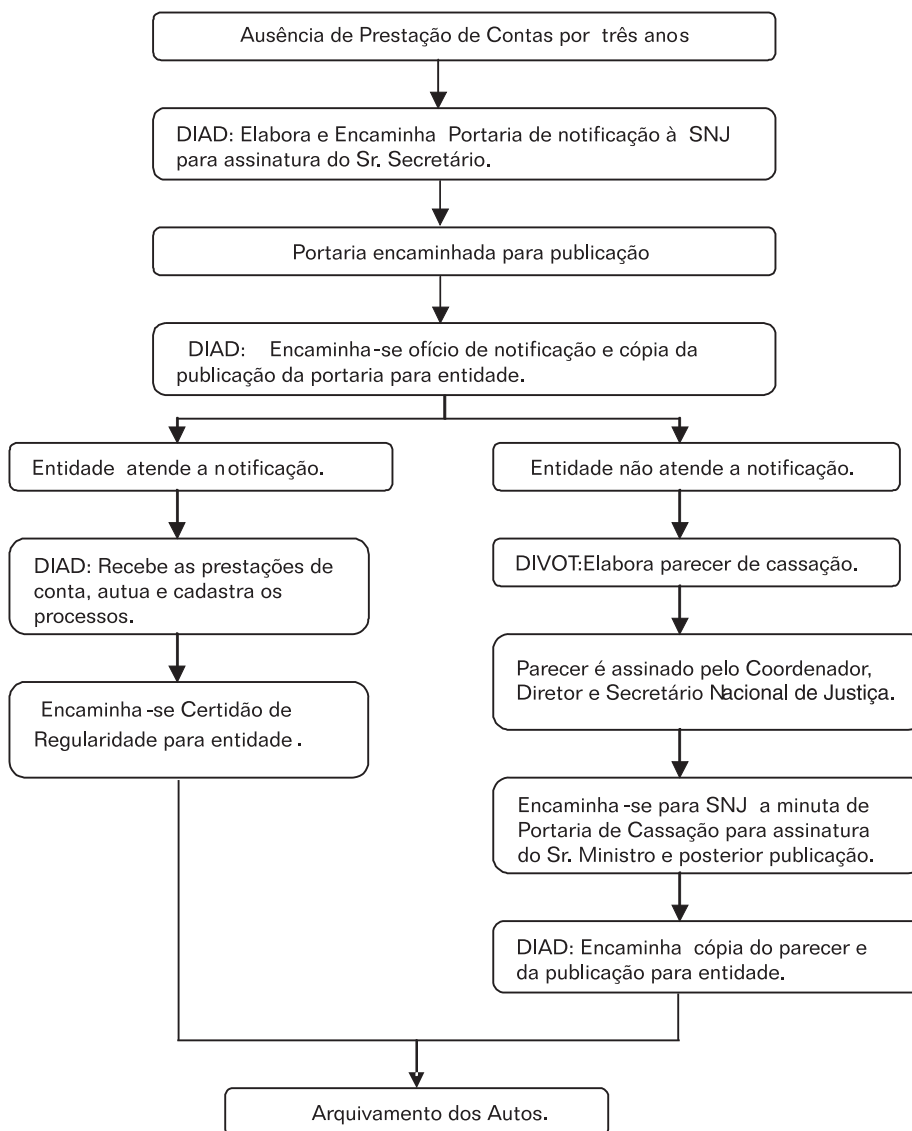 Ausência de Prestação de Contas por três anos
DIAD: Elabora e Encaminha Portaria de notificação à SNJ
para assinatura do Sr. Secretário.
Portaria encaminhada para publicação
DIAD: Encaminha-se ofício de notificação e cópia da
publicação da portaria para entidade.
Entidade atende a notificação.
DIAD: Recebe as prestações de
conta, autua e cadastra os
processos.
Encaminha-se Certidão de
Regularidade para entidade.
Entidade não atende a notificação.
DIVOT:Elabora parecer de cassação.
Parecer é assinado pelo Coordenador,
Diretor e Secretário Nacional de Justiça.
Encaminha-se para SNJ a minuta de
Portaria de Cassação para assinatura
do Sr. Ministro e posterior publicação.
DIAD: Encaminha cópia do parecer e
da publicação para entidade.
Arquivamento dos Autos.